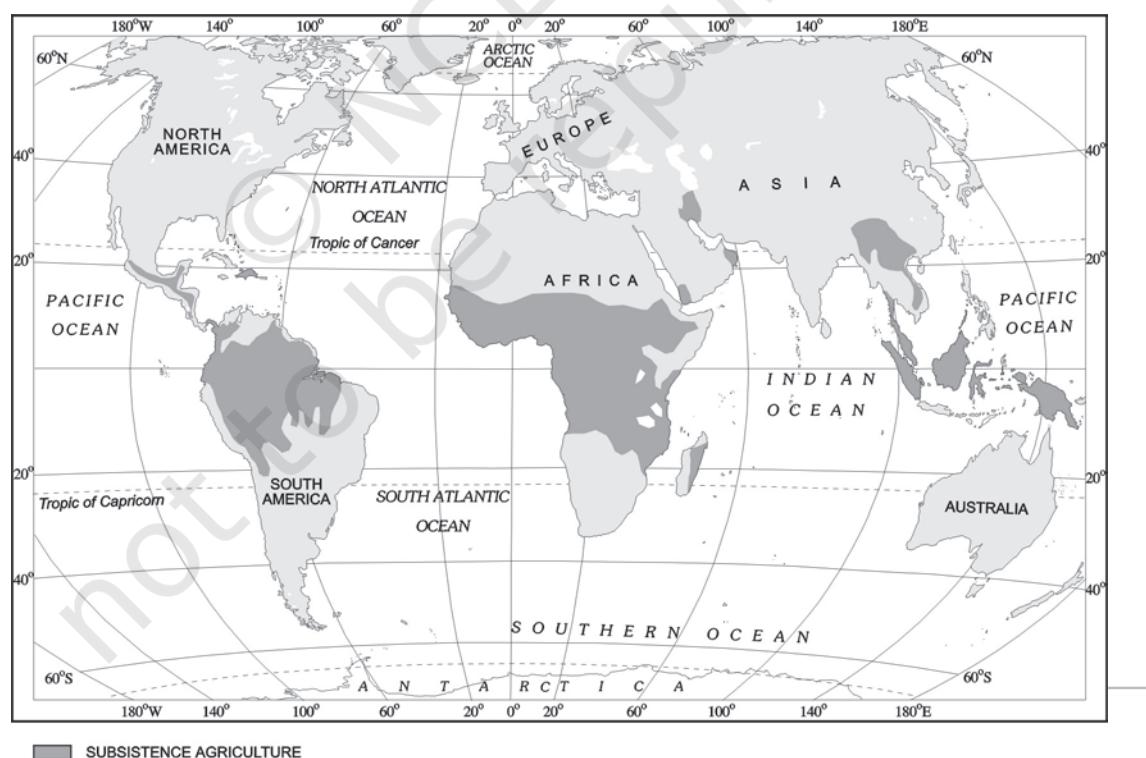 180°W 140° 100° 60° 20° 0° 20° 60° 100° 140° 180°E
ARCTIC
OCEAN
60°N 60°N
EUROPE
NORTH
AMERICA
40° 40°
ASIA
NORTH ATLANTIC
OCEAN
Tropic of Cancer
20° 20°
AFRICA
PACIFIC
OCEAN
PACIFIC
OCEAN
INDIAN
OCEAN
20° 20°
Tropic of Capricorn
SOUTH
AMERICA
SOUTH ATLANTIC
OCEAN
AUSTRALIA
40° 40°
SOUTHERN OCEAN
60°S 60°S
ANTARCTICA
180°W 140° 100° 60° 20° 0° 20° 60° 100° 140° 180°E
SUBSISTENCE AGRICULTURE
not to be